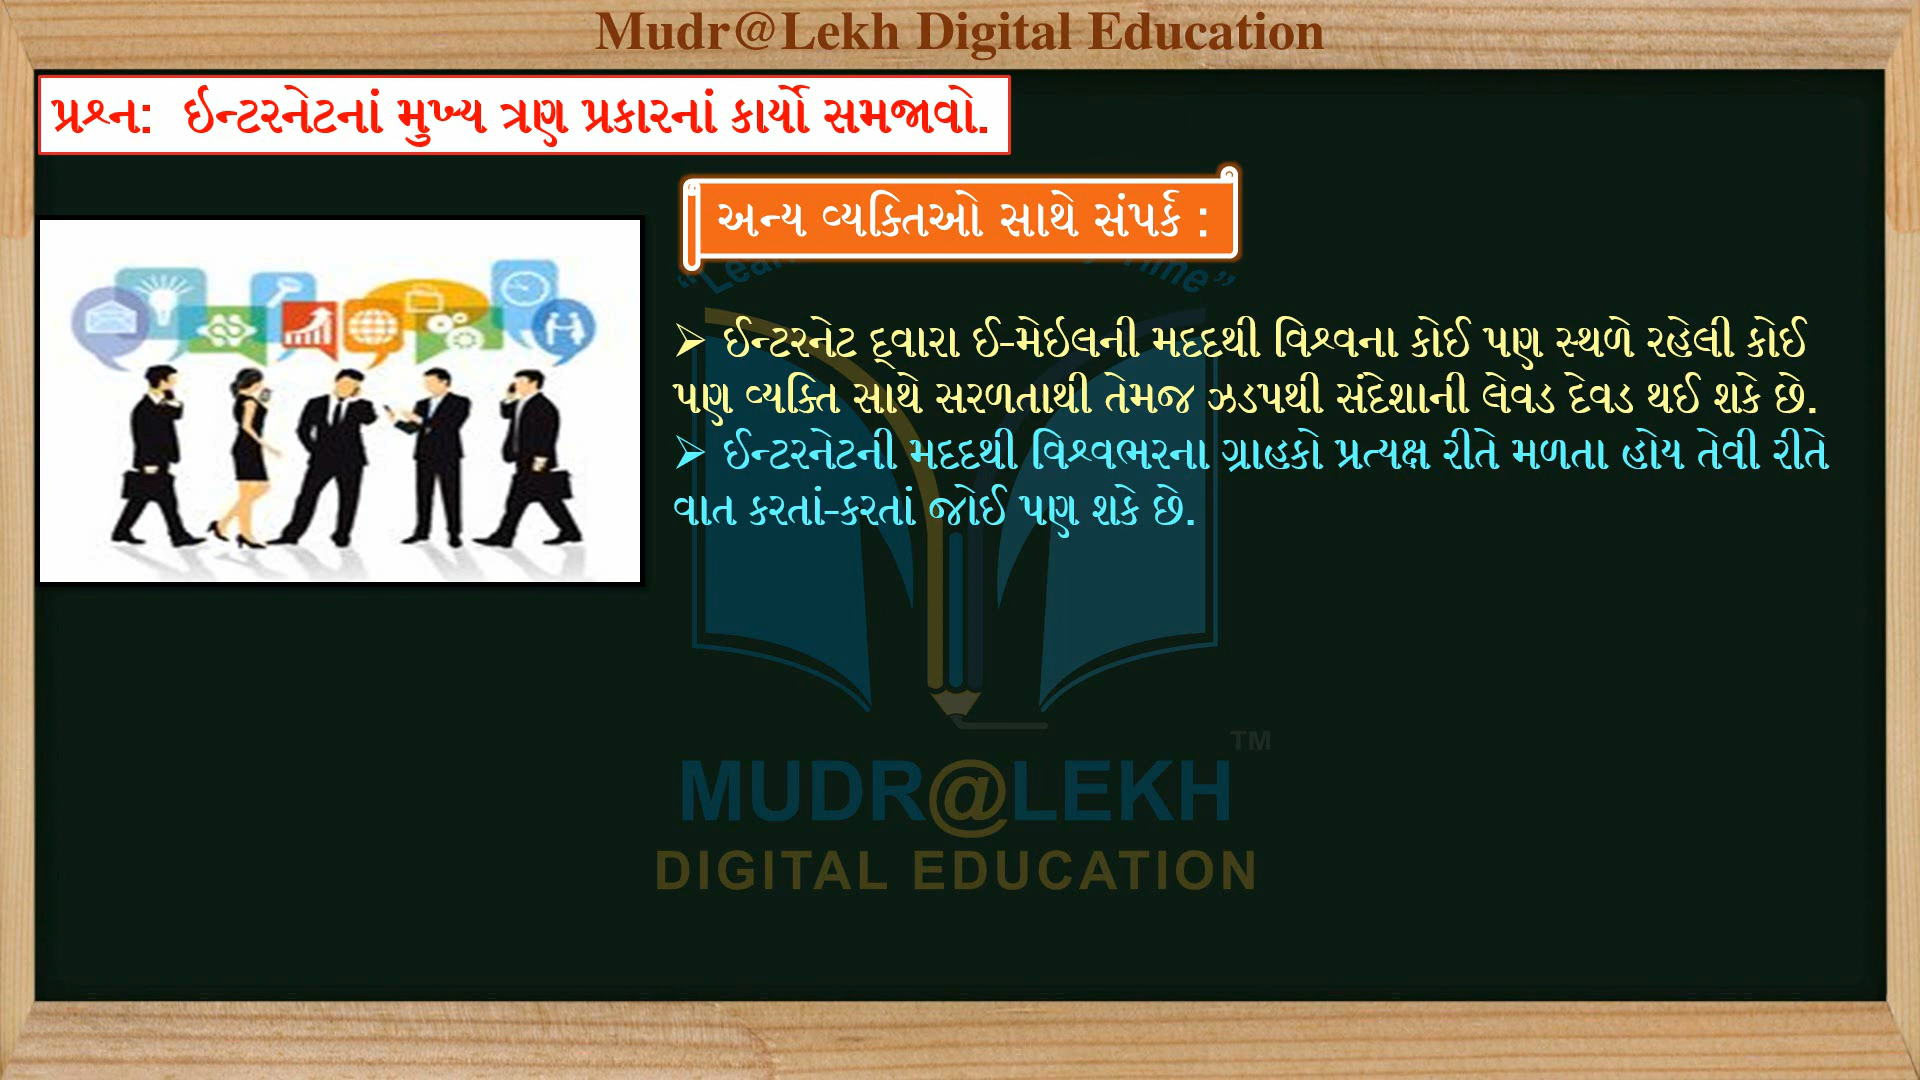 Mudr@Lekh Digital Education
પ્રશ્ન: ઈન્ટરનેટનાં મુખ્ય ત્રણ પ્રકારનાં કાર્યો સમજાવો.
અન્ય વ્યક્તિઓ સાથે સંપર્ક :
➢ ઈન્ટરનેટ દ્વારા ઈ-મેઇલની મદદથી વિશ્વના કોઈ પણ સ્થળે રહેલી કોઈ
પણ વ્યક્તિ સાથે સરળતાથી તેમજ ઝડપથી સંદેશાની લેવડ દેવડ થઈ શકે છે.
➢ ઈન્ટરનેટની મદદથી વિશ્વભરના ગ્રાહકો પ્રત્યક્ષ રીતે મળતા હોય તેવી રીતે
વાત કરતાં-કરતાં જોઈ પણ શકે છે.
TM
MUDR@LEKH
DIGITAL EDUCATION